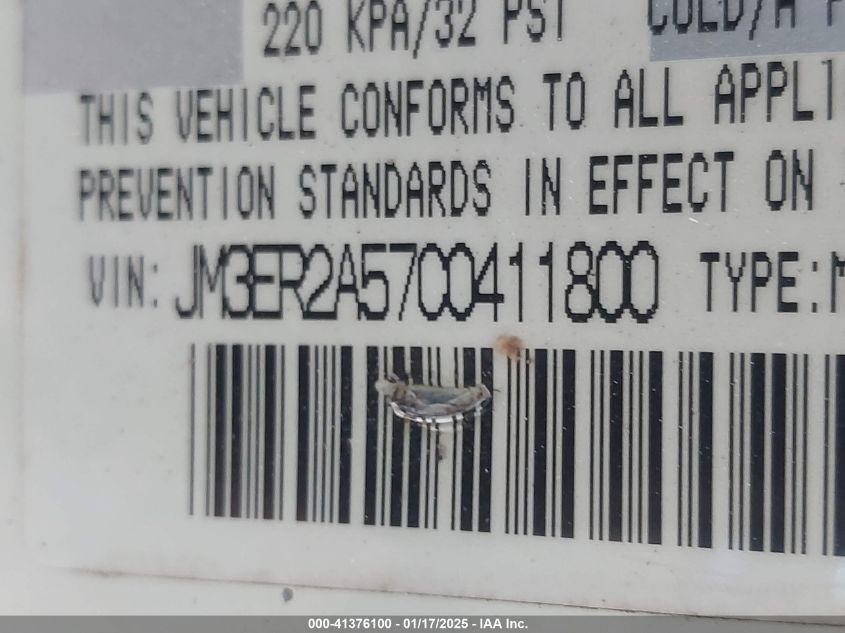 220 KPA/32 PSI COLD/A F
THIS VEHICLE CONFORMS TO ALL APPLI
PREVENTION STANDARDS IN EFFECT ON
VIN: JM3ER2A57C0411800 TYPE:M
000-41376100 - 01/17/2025 - IAA Inc.